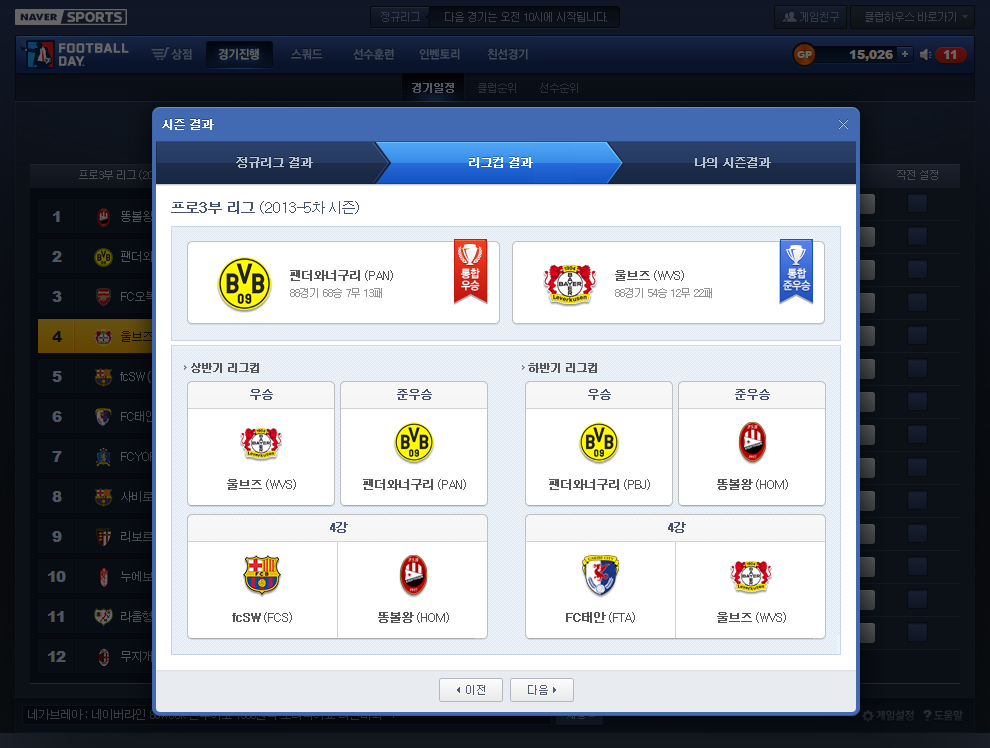 NAVER SPORTS
정규리그 다음 경기는 오전 10시에 시작됩니다.
게임친구
클럽하우스 바로가기
FOOTBALL DAY.
상점
경기진행
스쿼드
선수훈련
인벤토리
친선경기
GP 15,026 +
11
경기일정
클럽순위
선수순위
시즌 결과
정규리그 결과
리그컵 결과
나의 시즌결과
프로3부 리그 (20
작전 설정
프로3부 리그 (2013-5차 시즌)
팬더와너구리 (PAN)
88경기 68승 7무 13패
통합 우승
울브즈 (WVS)
88경기 54승 12무 22패
통합 준우승
상반기 리그컵
우승
준우승
울브즈 (WVS)
팬더와너구리 (PAN)
4강
fcSW (FCS)
똥볼왕 (HOM)
하반기 리그컵
우승
준우승
팬더와너구리 (PBJ)
똥볼왕 (HOM)
4강
FC태안 (FTA)
울브즈 (WVS)
1 똥볼왕
2 팬더와
3 FC오복
4 울브즈
5 fcSW (
6 FC태안
7 FCYO
8 사비로
9 리보르
10 누에보
11 라울형
12 무지개
이전
다음
네가브레아 : 네이버라인
게임설정
? 도움말